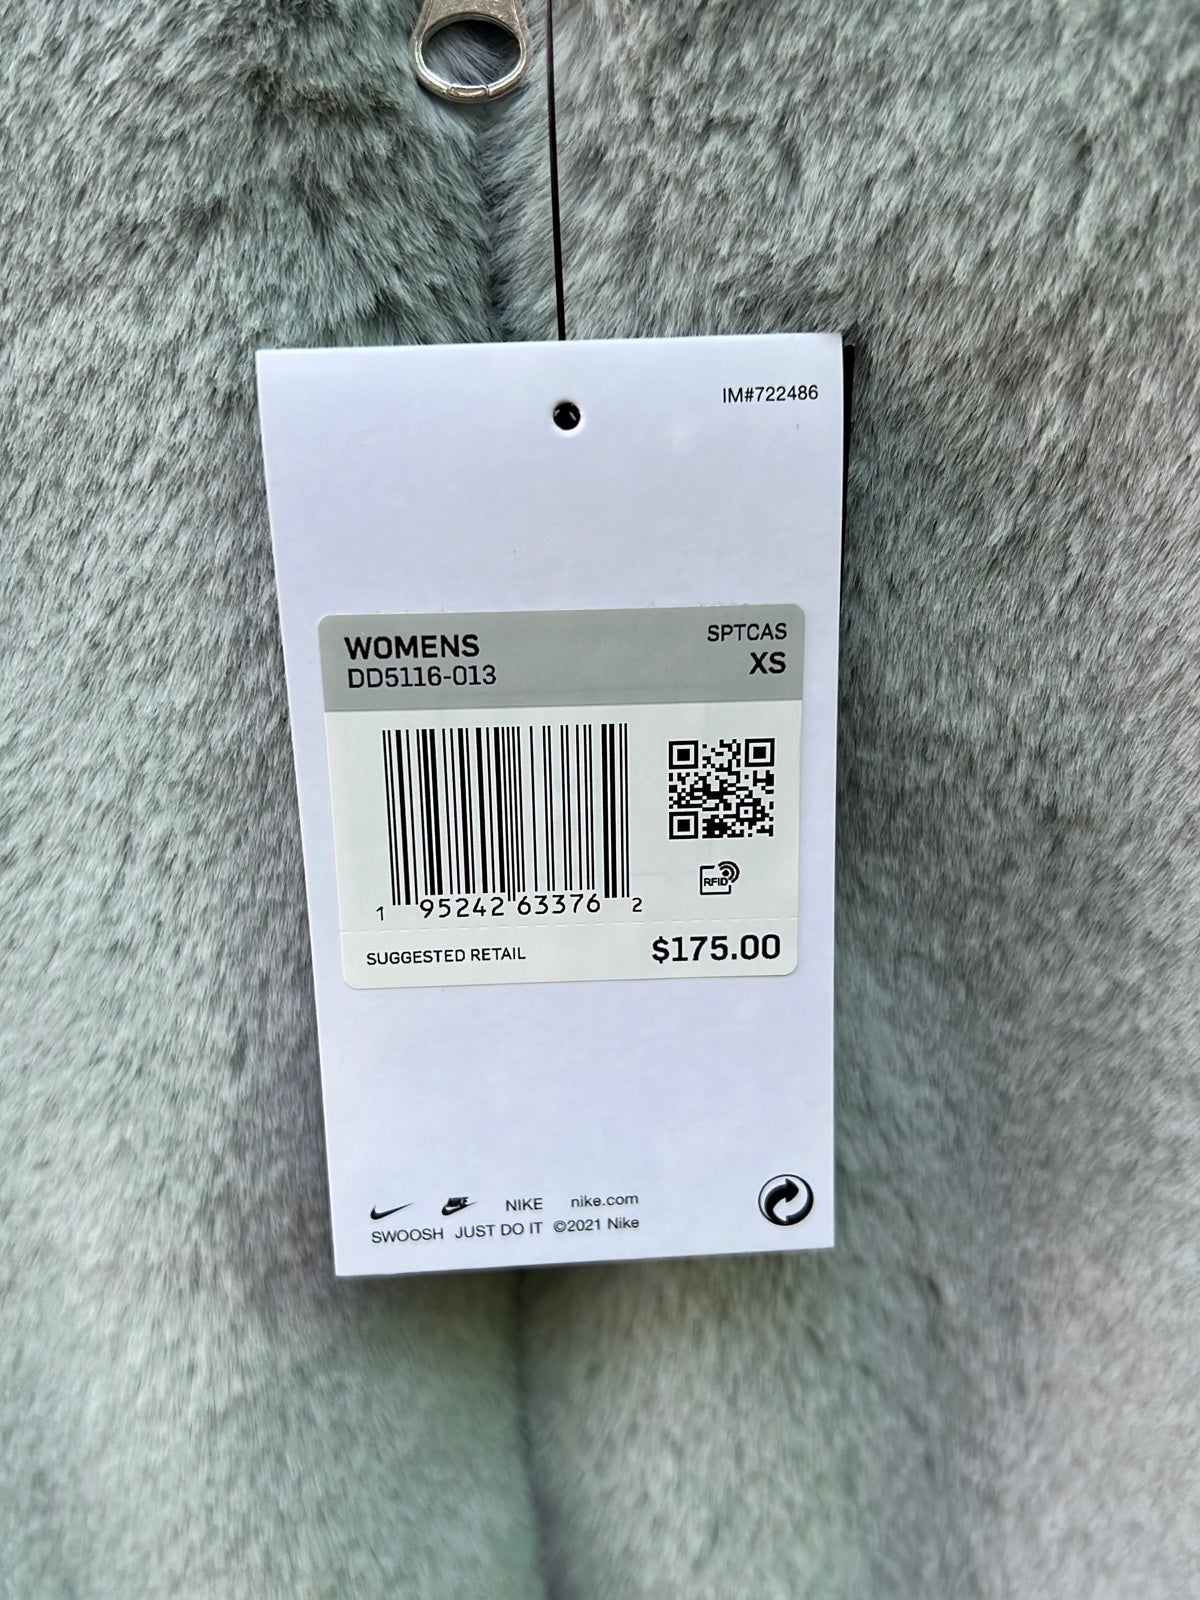 IM#722486
WOMENS
DD5116-013
SPTCAS
XS
1 95242 63376 2
RFID
SUGGESTED RETAIL
$175.00
NIKE nike.com
SWOOSH JUST DO IT ©2021 Nike